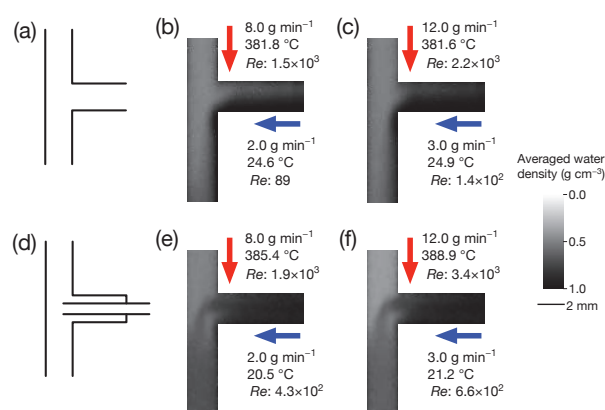 (a)
(b)
8.0 g min⁻¹
381.8 °C
Re: 1.5×10³
2.0 g min⁻¹
24.6 °C
Re: 89
(c)
12.0 g min⁻¹
381.6 °C
Re: 2.2×10³
3.0 g min⁻¹
24.9 °C
Re: 1.4×10²
Averaged water
density (g cm⁻³)
0.0
0.5
1.0
2 mm
(d)
(e)
8.0 g min⁻¹
385.4 °C
Re: 1.9×10³
2.0 g min⁻¹
20.5 °C
Re: 4.3×10²
(f)
12.0 g min⁻¹
388.9 °C
Re: 3.4×10³
3.0 g min⁻¹
21.2 °C
Re: 6.6×10²